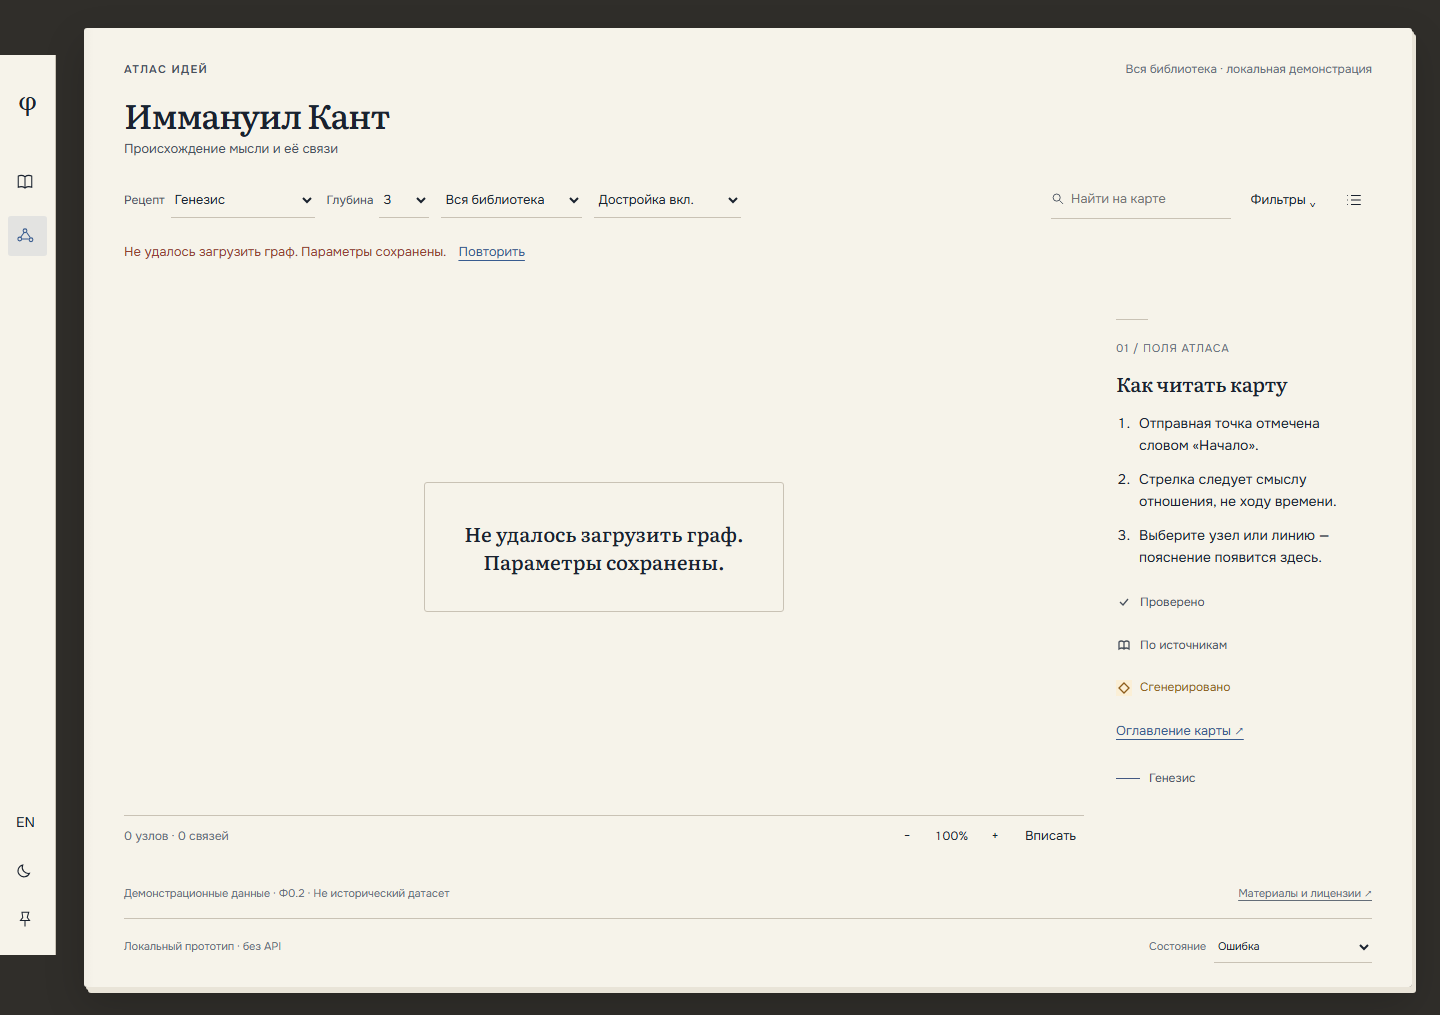 φ
АТЛАС ИДЕЙ
Вся библиотека · локальная демонстрация
Иммануил Кант
Происхождение мысли и её связи
Рецепт Генезис Глубина 3 Вся библиотека Достройка вкл. Найти на карте Фильтры
Не удалось загрузить граф. Параметры сохранены. Повторить
01 / ПОЛЯ АТЛАСА
Как читать карту
1. Отправная точка отмечена
словом «Начало».
2. Стрелка следует смыслу
отношения, не ходу времени.
3. Выберите узел или линию —
пояснение появится здесь.
Не удалось загрузить граф.
Параметры сохранены.
Проверено
По источникам
Сгенерировано
Оглавление карты ↗
Генезис
EN
0 узлов · 0 связей − 100% + Вписать
Демонстрационные данные · Ф0.2 · Не исторический датасет
Материалы и лицензии ↗
Локальный прототип · без API
Состояние Ошибка